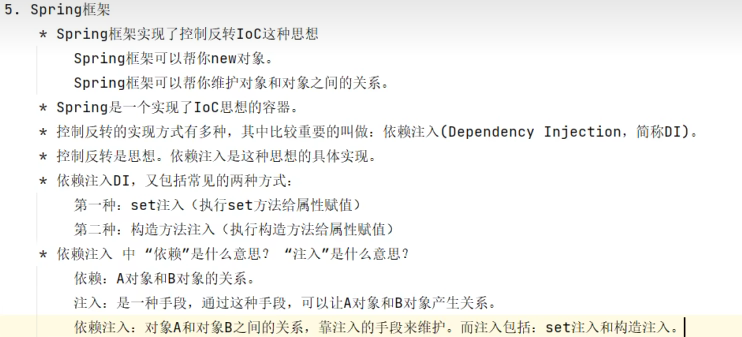 5. Spring框架
* Spring框架实现了控制反转IoC这种思想
Spring框架可以帮你new对象。
Spring框架可以帮你维护对象和对象之间的关系。
* Spring是一个实现了IoC思想的容器。
* 控制反转的实现方式有多种，其中比较重要的叫做：依赖注入(Dependency Injection，简称DI)。
* 控制反转是思想。依赖注入是这种思想的具体实现。
* 依赖注入DI，又包括常见的两种方式：
第一种：set注入（执行set方法给属性赋值）
第二种：构造方法注入（执行构造方法给属性赋值）
* 依赖注入 中 “依赖”是什么意思？ “注入”是什么意思？
依赖：A对象和B对象的关系。
注入：是一种手段，通过这种手段，可以让A对象和B对象产生关系。
依赖注入：对象A和对象B之间的关系，靠注入的手段来维护。而注入包括：set注入和构造注入。